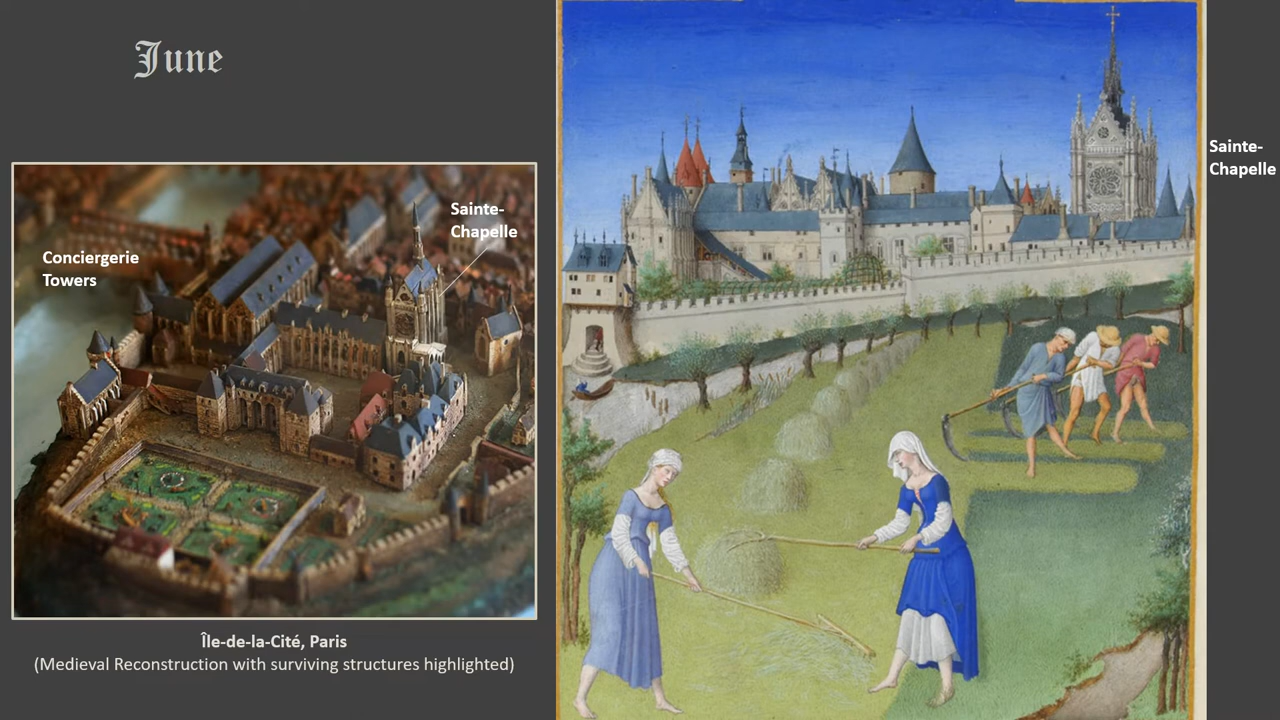 June
Conciergerie
Towers
Sainte-
Chapelle
Île-de-la-Cité, Paris
(Medieval Reconstruction with surviving structures highlighted)
Sainte-
Chapelle